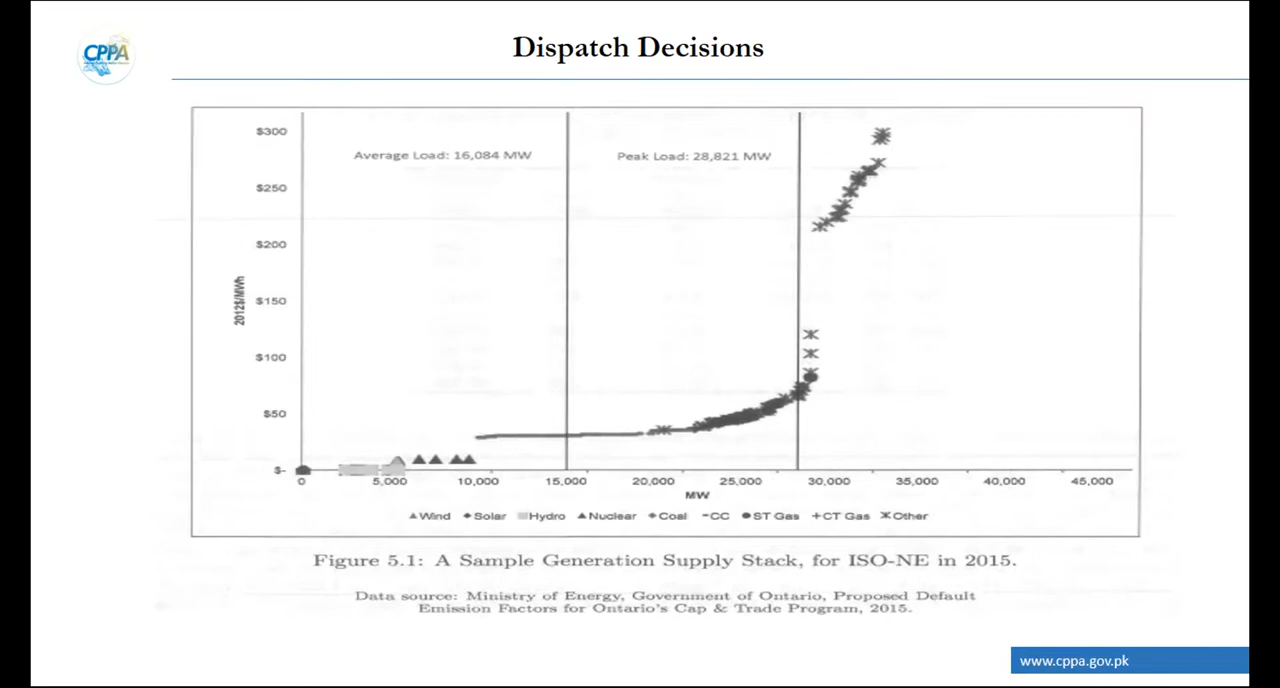 CPPA
Dispatch Decisions
$300
$250
$200
$150
$100
$50
$-
2012$/MWh
Average Load: 16,084 MW
Peak Load: 28,821 MW
0 5,000 10,000 15,000 20,000 25,000 30,000 35,000 40,000 45,000
MW
Wind Solar Hydro Nuclear Coal CC ST Gas CT Gas Other
Figure 5.1: A Sample Generation Supply Stack, for ISO-NE in 2015.
Data source: Ministry of Energy, Government of Ontario, Proposed Default
Emission Factors for Ontario's Cap & Trade Program, 2015.
www.cppa.gov.pk